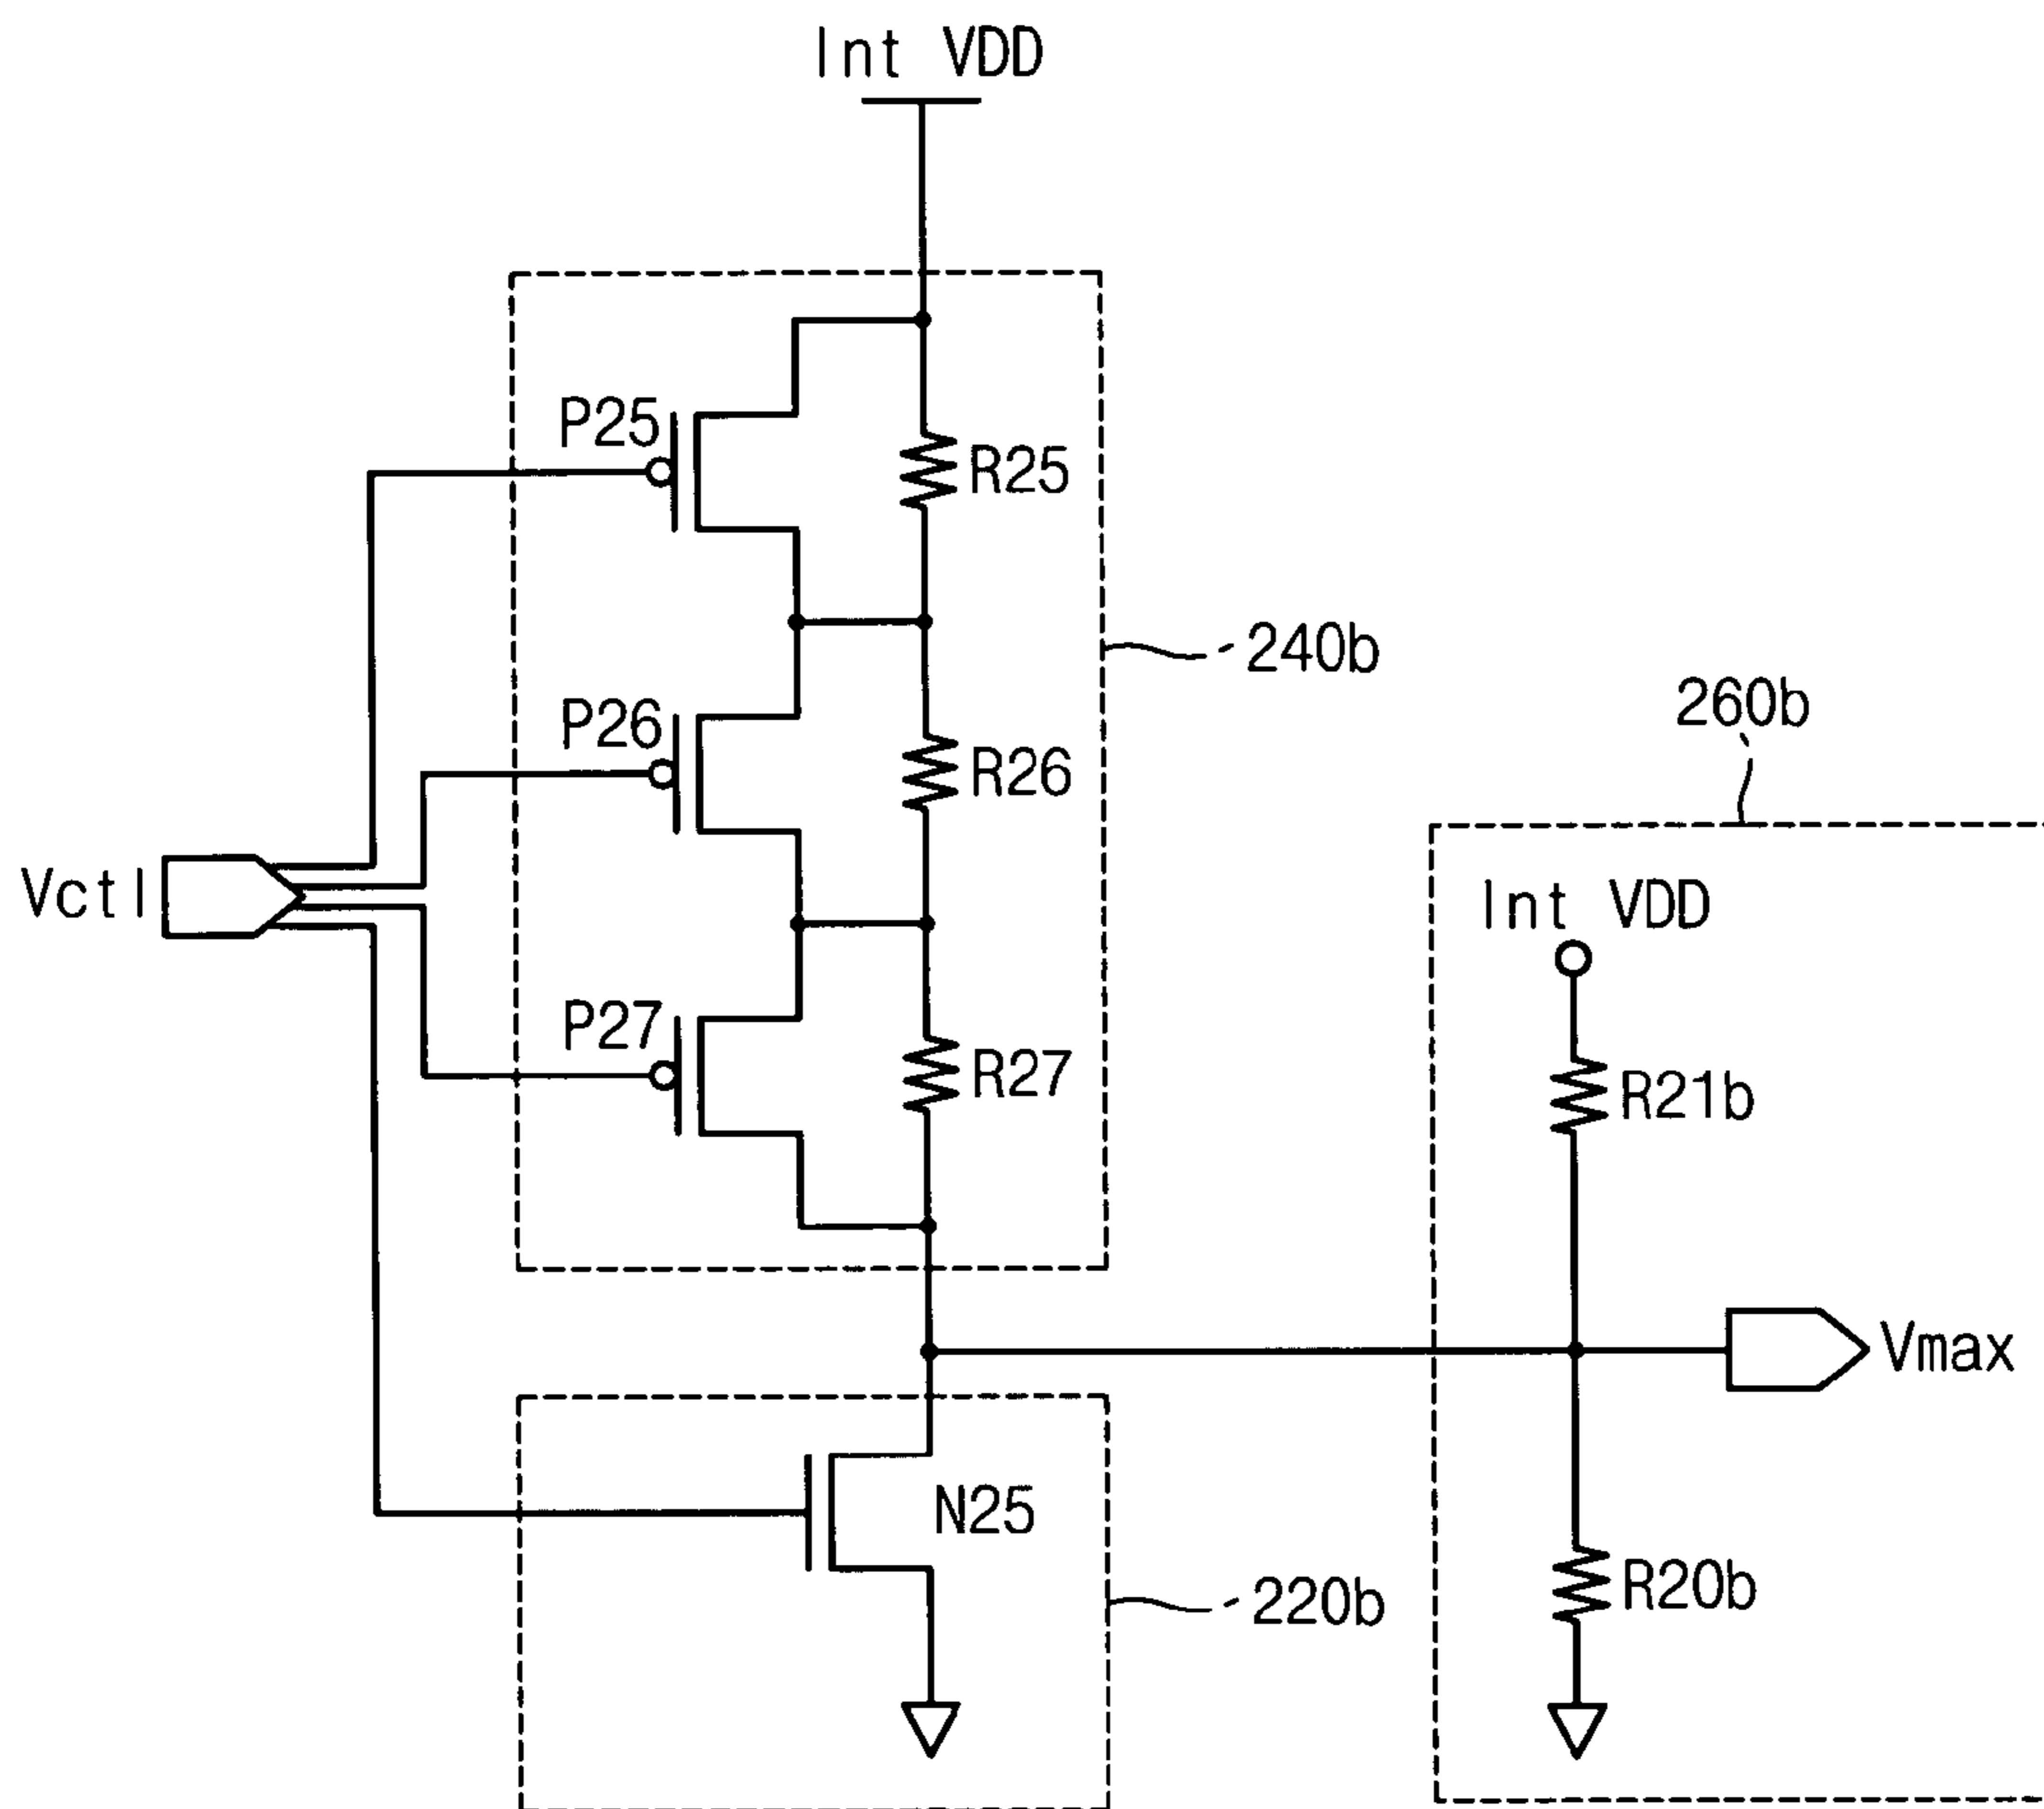 Int VDD
P25
R25
240b
P26
R26
260b
Vctl
Int VDD
P27
R27
R21b
Vmax
N25
R20b
220b